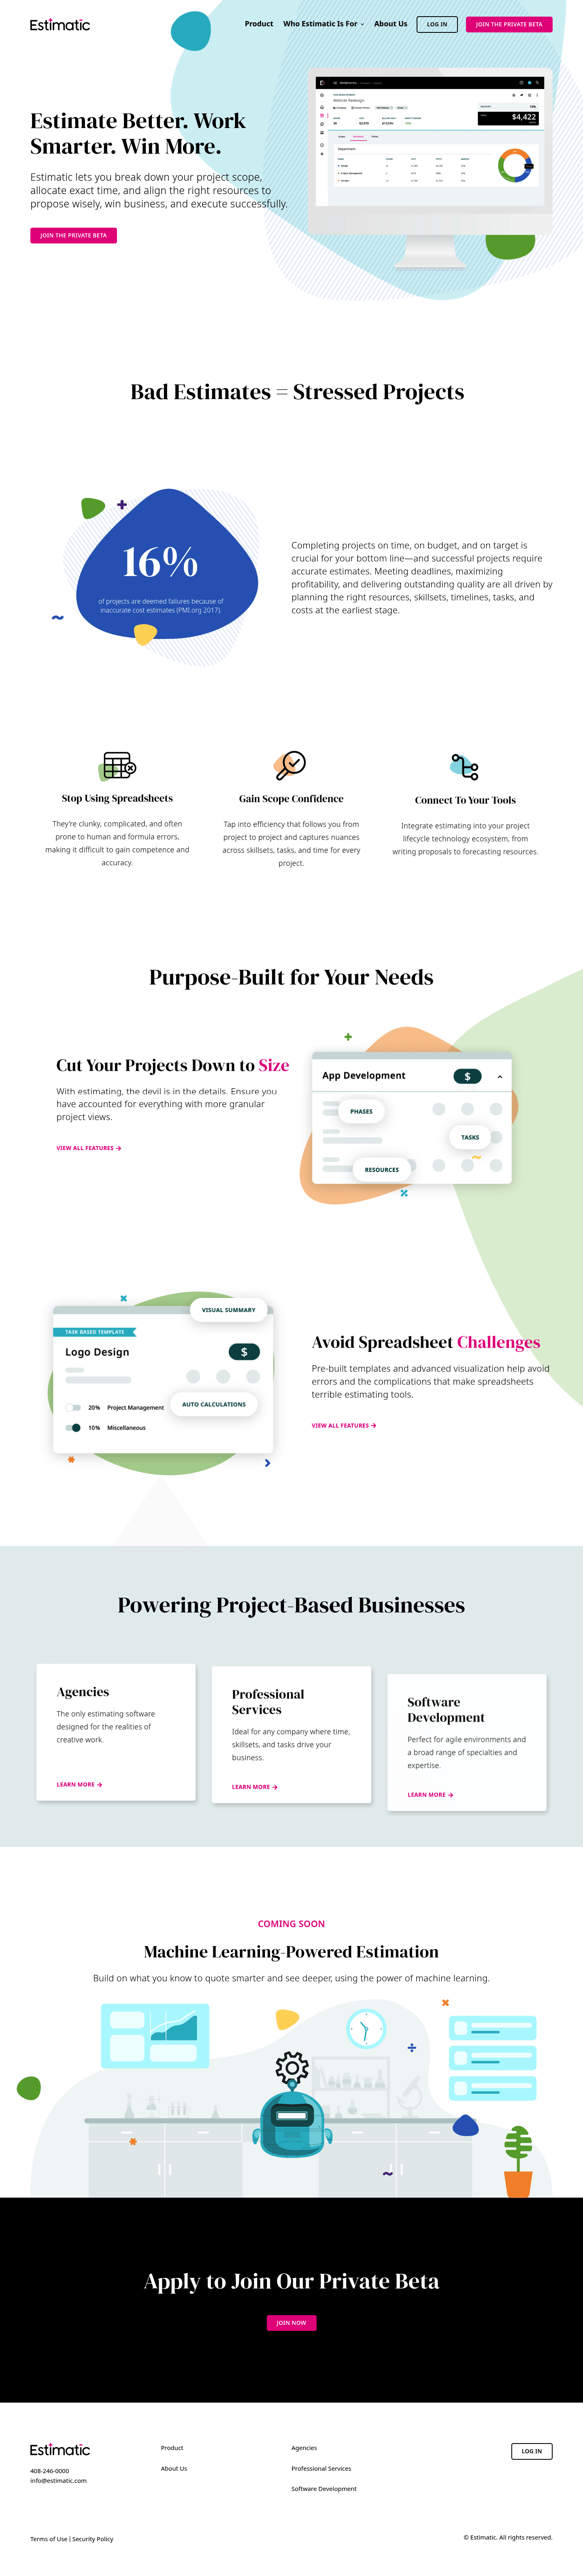 Estimatic
Product Who Estimatic Is For About Us LOG IN JOIN THE PRIVATE BETA
Estimate Better. Work
Smarter. Win More.
Estimatic lets you break down your project scope,
allocate exact time, and align the right resources to
propose wisely, win business, and execute successfully.
JOIN THE PRIVATE BETA
Website Redesign
$4,422
Department
Bad Estimates = Stressed Projects
16%
of projects are deemed failures because of
inaccurate cost estimates (PMI.org 2017).
Completing projects on time, on budget, and on target is
crucial for your bottom line—and successful projects require
accurate estimates. Meeting deadlines, maximizing
profitability, and delivering outstanding quality are all driven by
planning the right resources, skillsets, timelines, tasks, and
costs at the earliest stage.
Stop Using Spreadsheets
They're clunky, complicated, and often
prone to human and formula errors,
making it difficult to gain competence and
accuracy.
Gain Scope Confidence
Tap into efficiency that follows you from
project to project and captures nuances
across skillsets, tasks, and time for every
project.
Connect To Your Tools
Integrate estimating into your project
lifecycle technology ecosystem, from
writing proposals to forecasting resources.
Purpose-Built for Your Needs
Cut Your Projects Down to Size
With estimating, the devil is in the details. Ensure you
have accounted for everything with more granular
project views.
VIEW ALL FEATURES
App Development
$
PHASES
TASKS
RESOURCES
VISUAL SUMMARY
TASK BASED TEMPLATE
Logo Design
$
AUTO CALCULATIONS
20% Project Management
10% Miscellaneous
Avoid Spreadsheet Challenges
Pre-built templates and advanced visualization help avoid
errors and the complications that make spreadsheets
terrible estimating tools.
VIEW ALL FEATURES
Powering Project-Based Businesses
Agencies
The only estimating software
designed for the realities of
creative work.
LEARN MORE
Professional
Services
Ideal for any company where time,
skillsets, and tasks drive your
business.
LEARN MORE
Software
Development
Perfect for agile environments and
a broad range of specialties and
expertise.
LEARN MORE
COMING SOON
Machine Learning-Powered Estimation
Build on what you know to quote smarter and see deeper, using the power of machine learning.
Apply to Join Our Private Beta
JOIN NOW
Estimatic
408-246-0000
info@estimatic.com
Product
About Us
Agencies
Professional Services
Software Development
LOG IN
Terms of Use | Security Policy
© Estimatic. All rights reserved.